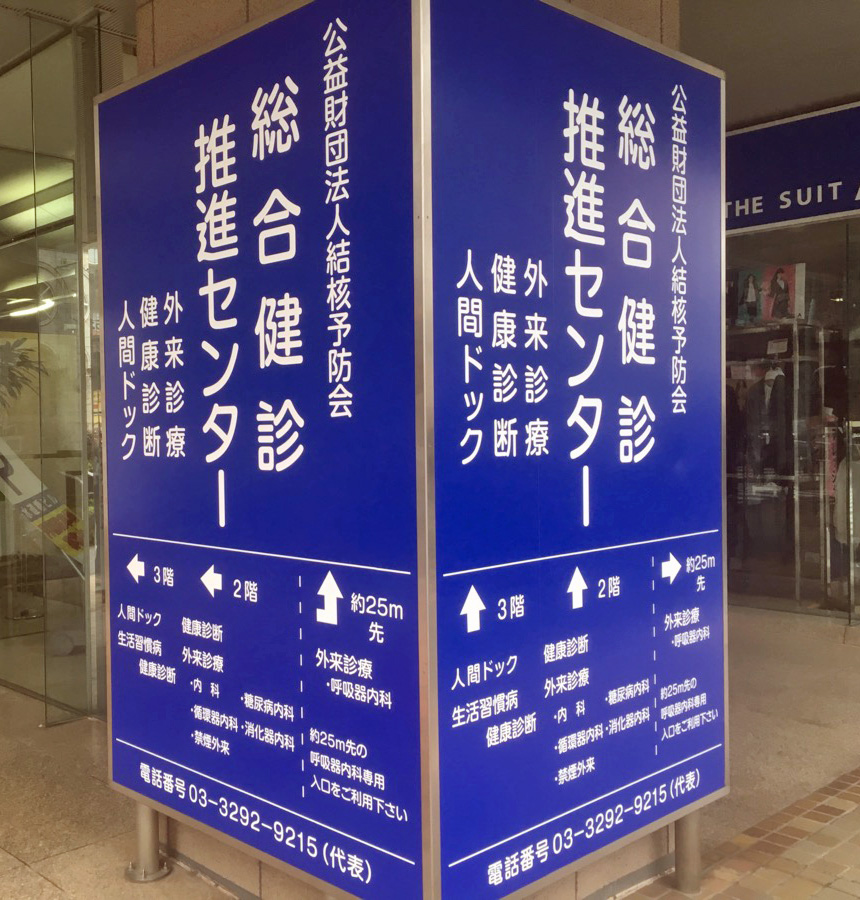 公益財団法人結核予防会
総合健診
推進センター
外来診療
健康診断
人間ドック
3階
人間ドック
生活習慣病
健康診断
2階
健康診断
外来診療
・内 科
・糖尿病内科
・循環器内科
・消化器内科
・禁煙外来
約25m
先
外来診療
・呼吸器内科
約25m先の
呼吸器内科専用
入口をご利用下さい
電話番号 03-3292-9215(代表)
公益財団法人結核予防会
総合健診
推進センター
外来診療
健康診断
人間ドック
3階
人間ドック
生活習慣病
健康診断
2階
健康診断
外来診療
・内 科
・糖尿病内科
・循環器内科
・消化器内科
・禁煙外来
約25m
先
外来診療
・呼吸器内科
約25m先の
呼吸器内科専用
入口をご利用下さい
電話番号 03-3292-9215(代表)
THE SUIT